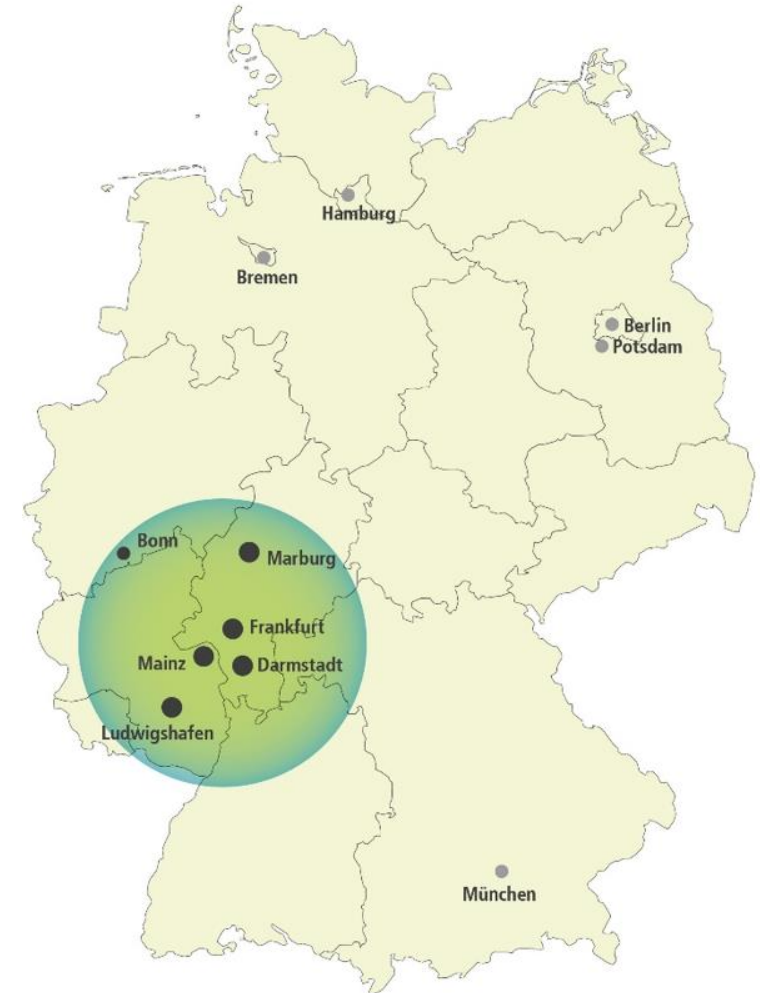 Hamburg
Bremen
Berlin
Potsdam
Bonn
Marburg
Frankfurt
Mainz
Darmstadt
Ludwigshafen
München